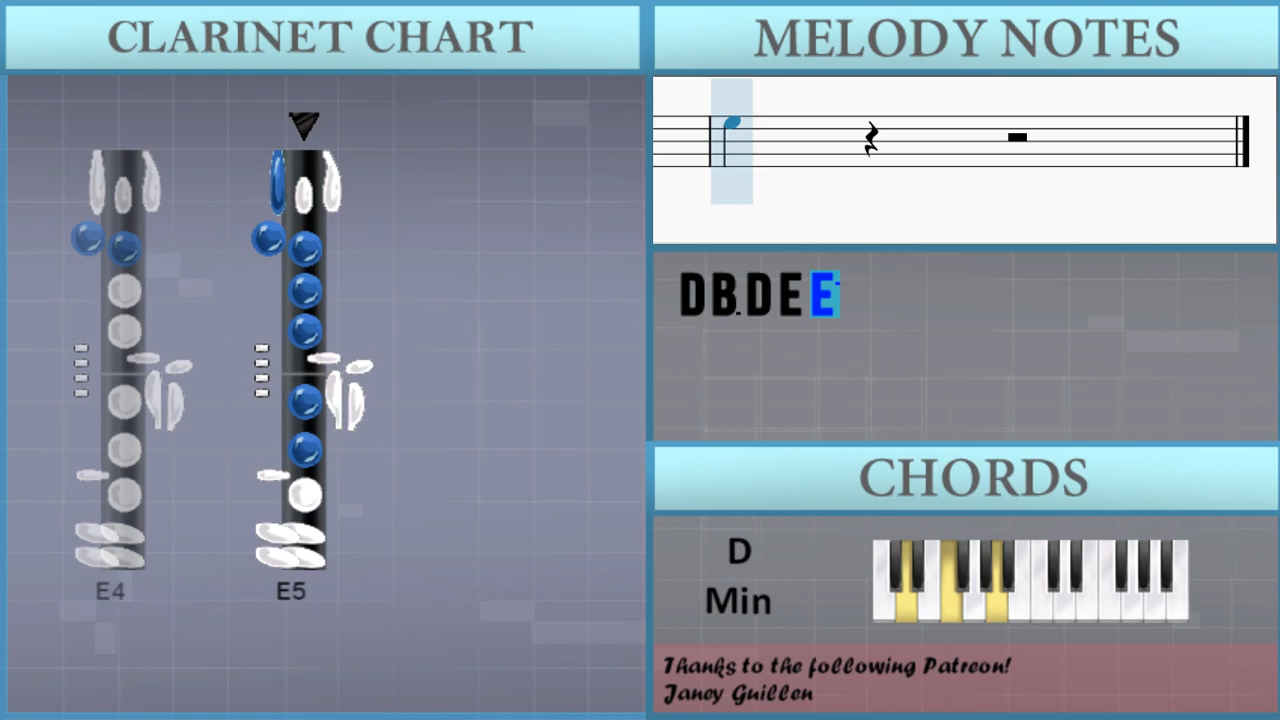 CLARINET CHART
MELODY NOTES
E4
E5
DB.DEE˙
CHORDS
D
Min
Thanks to the following Patreon!
Janey Guillen